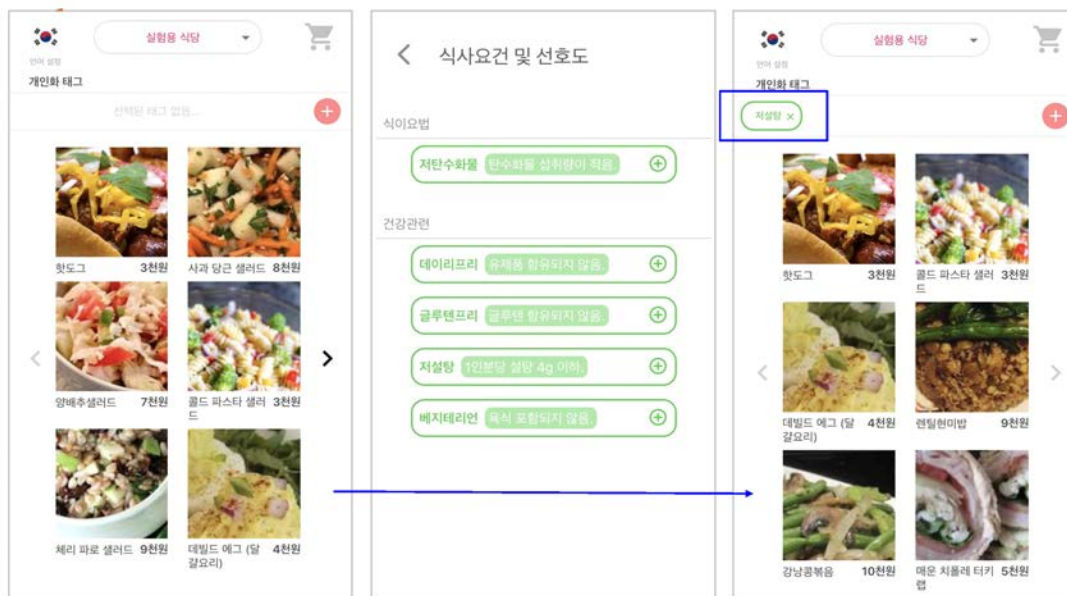 실험용 식당
언어 설정
개인화 태그
선택된 태그 없음...
핫도그 3천원
사과 당근 샐러드 8천원
양배추샐러드 7천원
콜드 파스타 샐러 3천원
드
체리 파로 샐러드 9천원
데빌드 에그 (달 4천원
걀요리)
식사요건 및 선호도
식이요법
저탄수화물 탄수화물 섭취량이 적음.
건강관련
데이리프리 유제품 함유되지 않음.
글루텐프리 글루텐 함유되지 않음.
저설탕 1인분당 설탕 4g 이하.
베지테리언 육식 포함되지 않음.
실험용 식당
언어 설정
개인화 태그
저설탕 ×
핫도그 3천원
콜드 파스타 샐러 3천원
드
데빌드 에그 (달 4천원
걀요리)
렌틸현미밥 9천원
강낭콩볶음 10천원
매운 치폴레 터키 5천원
랩